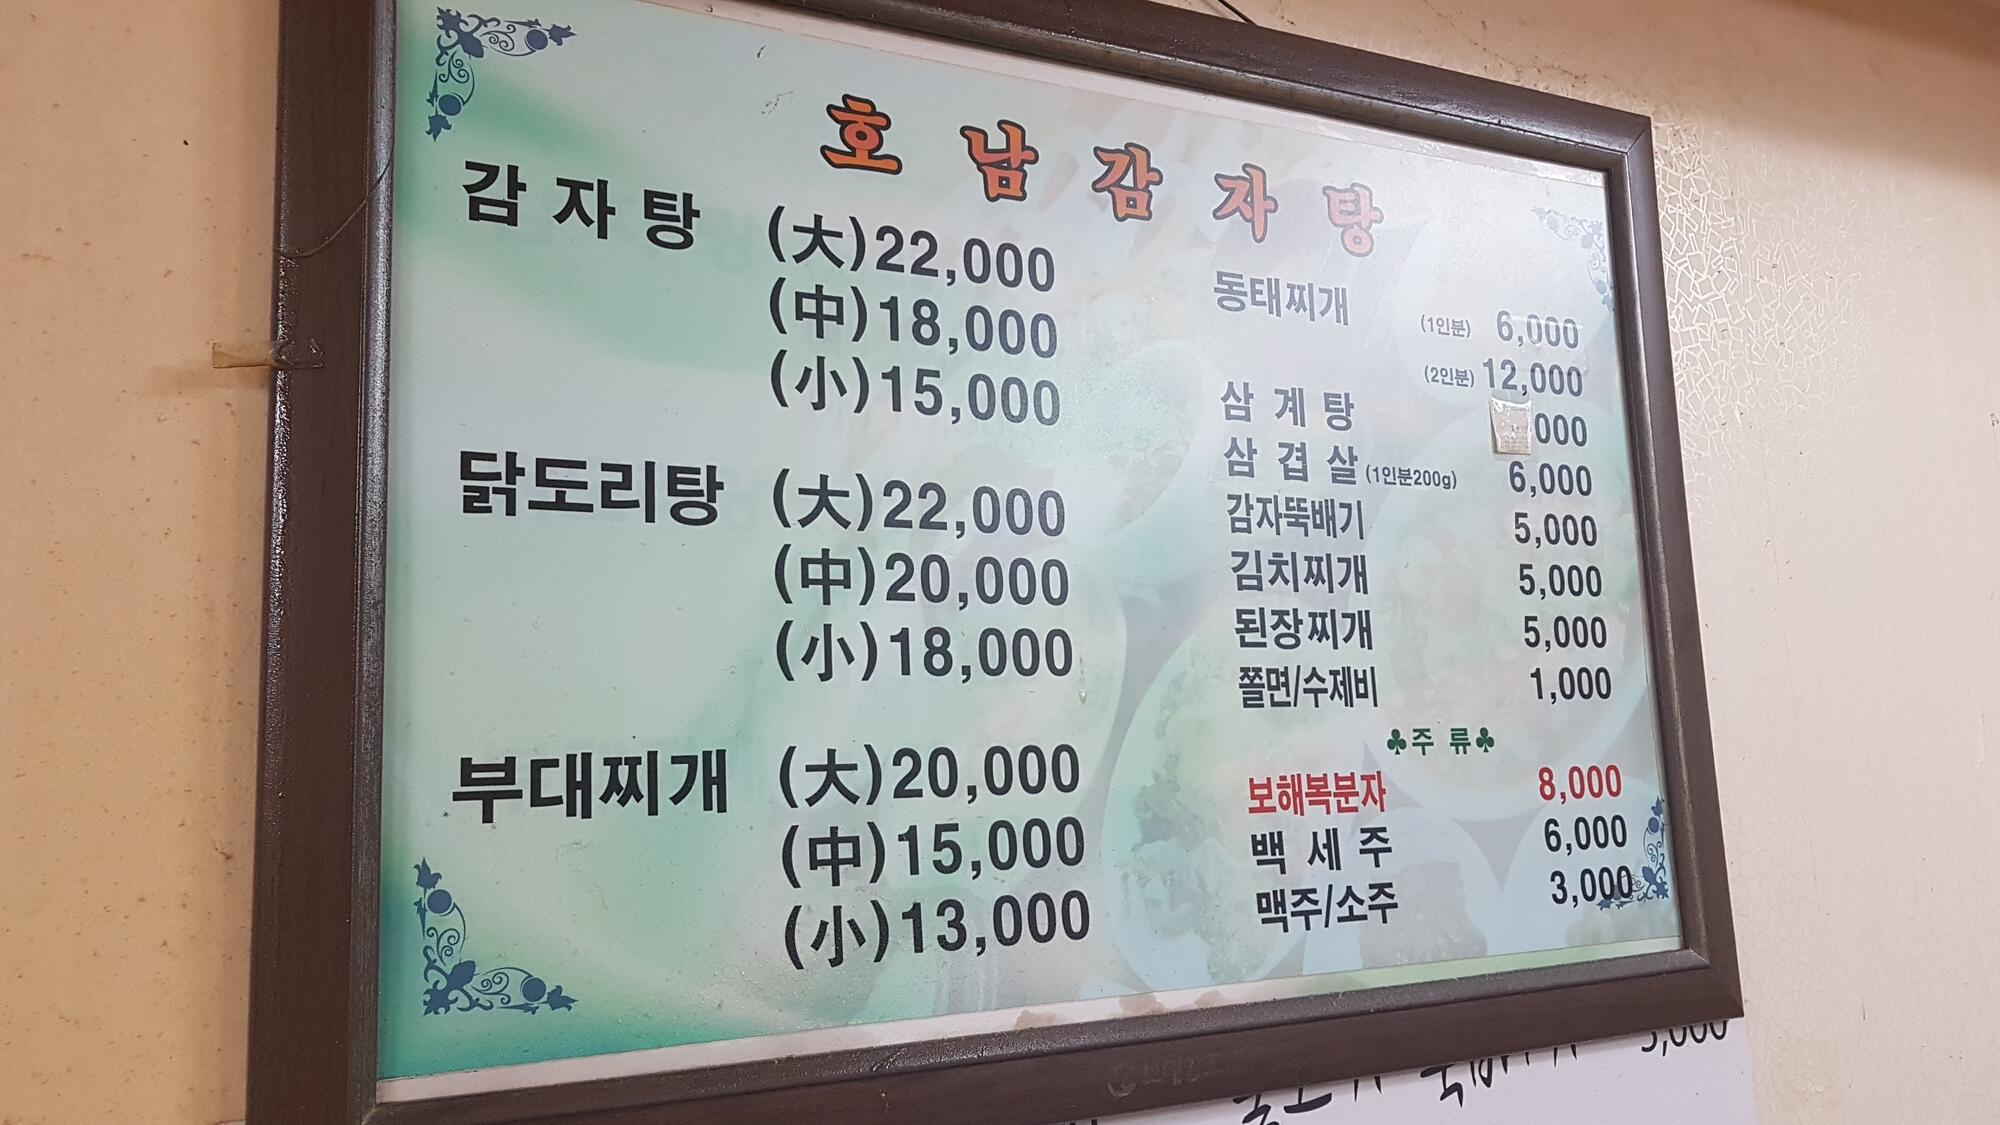 호남감자탕
감자탕 (大)22,000
(中)18,000
(小)15,000
닭도리탕 (大)22,000
(中)20,000
(小)18,000
부대찌개 (大)20,000
(中)15,000
(小)13,000
동태찌개 (1인분) 6,000
(2인분) 12,000
삼계탕 000
삼겹살 (1인분200g) 6,000
감자뚝배기 5,000
김치찌개 5,000
된장찌개 5,000
쫄면/수제비 1,000
♣주류♣
보해복분자 8,000
백세주 6,000
맥주/소주 3,000